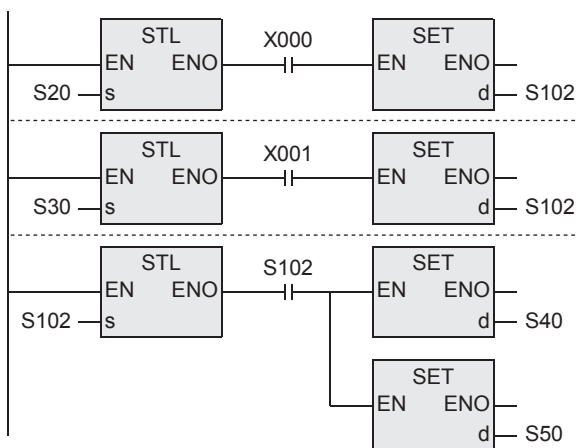 STL X000 SET
EN ENO EN ENO
S20 s d S102
STL X001 SET
EN ENO EN ENO
S30 s d S102
STL S102 SET
EN ENO EN ENO
S102 s d S40
SET
EN ENO
d S50